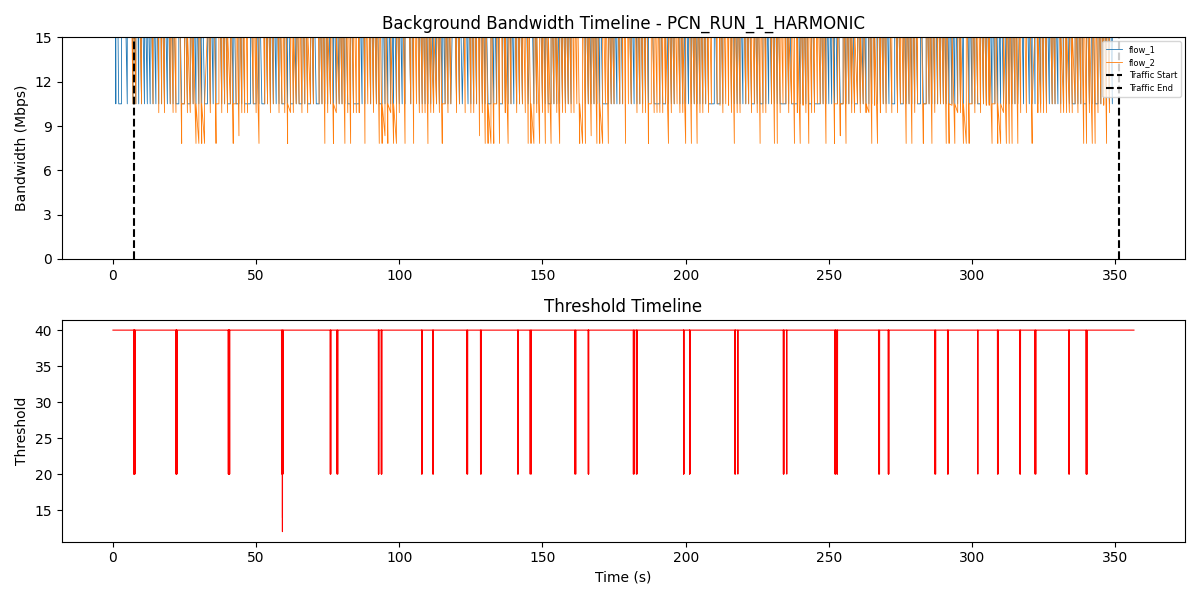 Background Bandwidth Timeline - PCN_RUN_1_HARMONIC
Bandwidth (Mbps)
15
12
9
6
3
0
flow_1
flow_2
Traffic Start
Traffic End
0 50 100 150 200 250 300 350
Threshold Timeline
Threshold
40
35
30
25
20
15
0 50 100 150 200 250 300 350
Time (s)